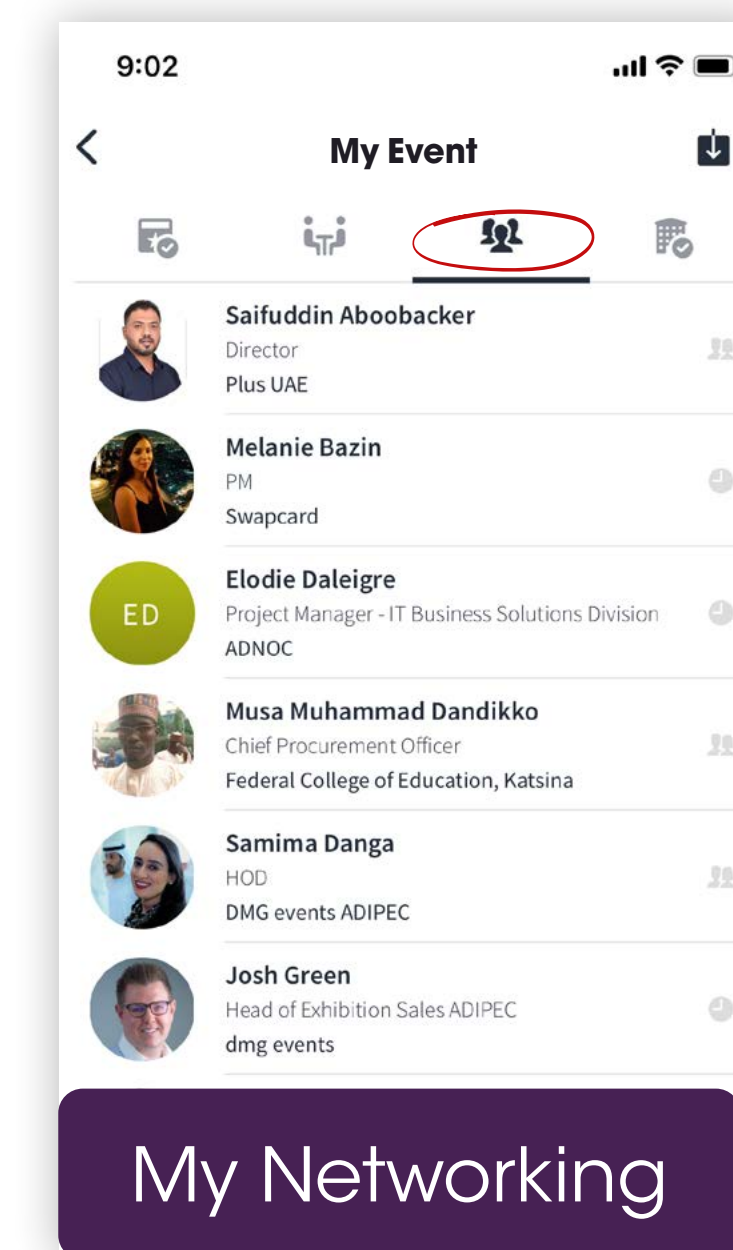 9:02
My Event
Saifuddin Aboobacker
Director
Plus UAE
Melanie Bazin
PM
Swapcard
ED
Elodie Daleigre
Project Manager - IT Business Solutions Division
ADNOC
Musa Muhammad Dandikko
Chief Procurement Officer
Federal College of Education, Katsina
Samima Danga
HOD
DMG events ADIPEC
Josh Green
Head of Exhibition Sales ADIPEC
dmg events
My Networking